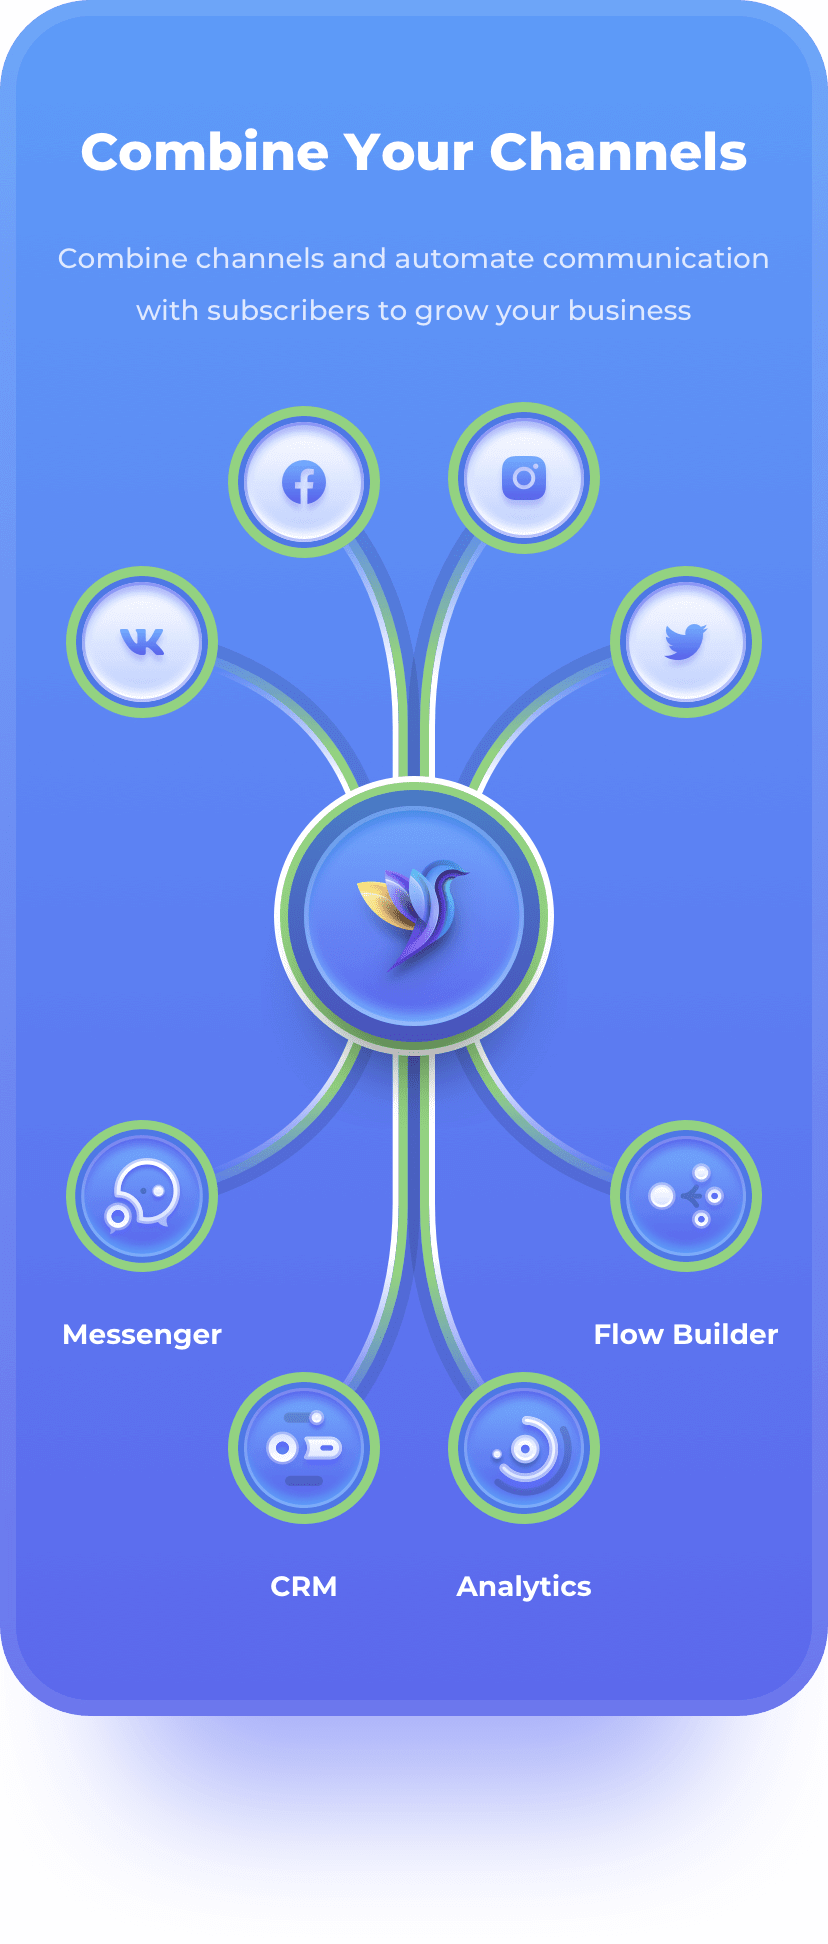 Combine Your Channels
Combine channels and automate communication
with subscribers to grow your business
Messenger
Flow Builder
CRM
Analytics